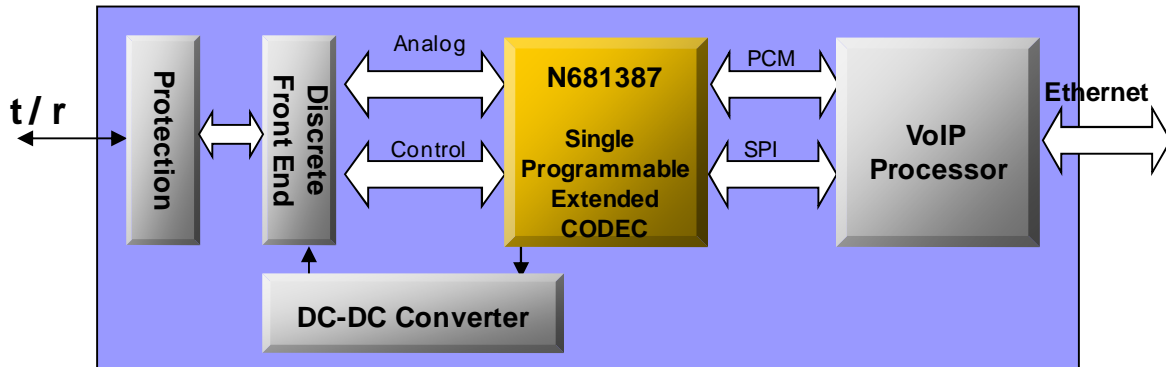 t / r
Protection
Discrete
Front End
Analog
Control
N681387
Single
Programmable
Extended
CODEC
PCM
SPI
VoIP
Processor
Ethernet
DC-DC Converter